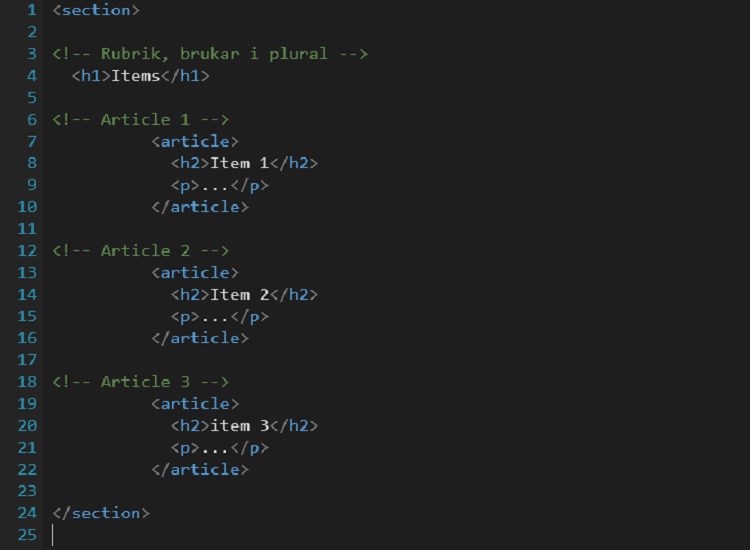 1 <section>
2
3 <!-- Rubrik, brukar i plural -->
4 <h1>Items</h1>
5
6 <!-- Article 1 -->
7 <article>
8 <h2>Item 1</h2>
9 <p>...</p>
10 </article>
11
12 <!-- Article 2 -->
13 <article>
14 <h2>Item 2</h2>
15 <p>...</p>
16 </article>
17
18 <!-- Article 3 -->
19 <article>
20 <h2>item 3</h2>
21 <p>...</p>
22 </article>
23
24 </section>
25